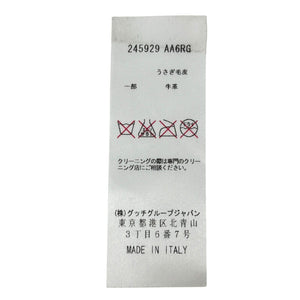 245929 AA6RG
うさぎ毛皮
一部 牛革
クリーニングの際は専門のクリー
ニング店にご相談ください。
(株)グッチグループジャパン
東京都港区北青山
3丁目6番7号
MADE IN ITALY